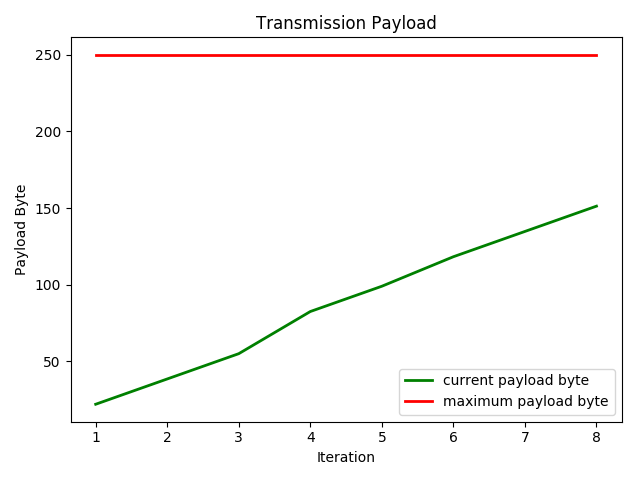 Transmission Payload
250
200
150
100
50
Payload Byte
1 2 3 4 5 6 7 8
Iteration
current payload byte
maximum payload byte